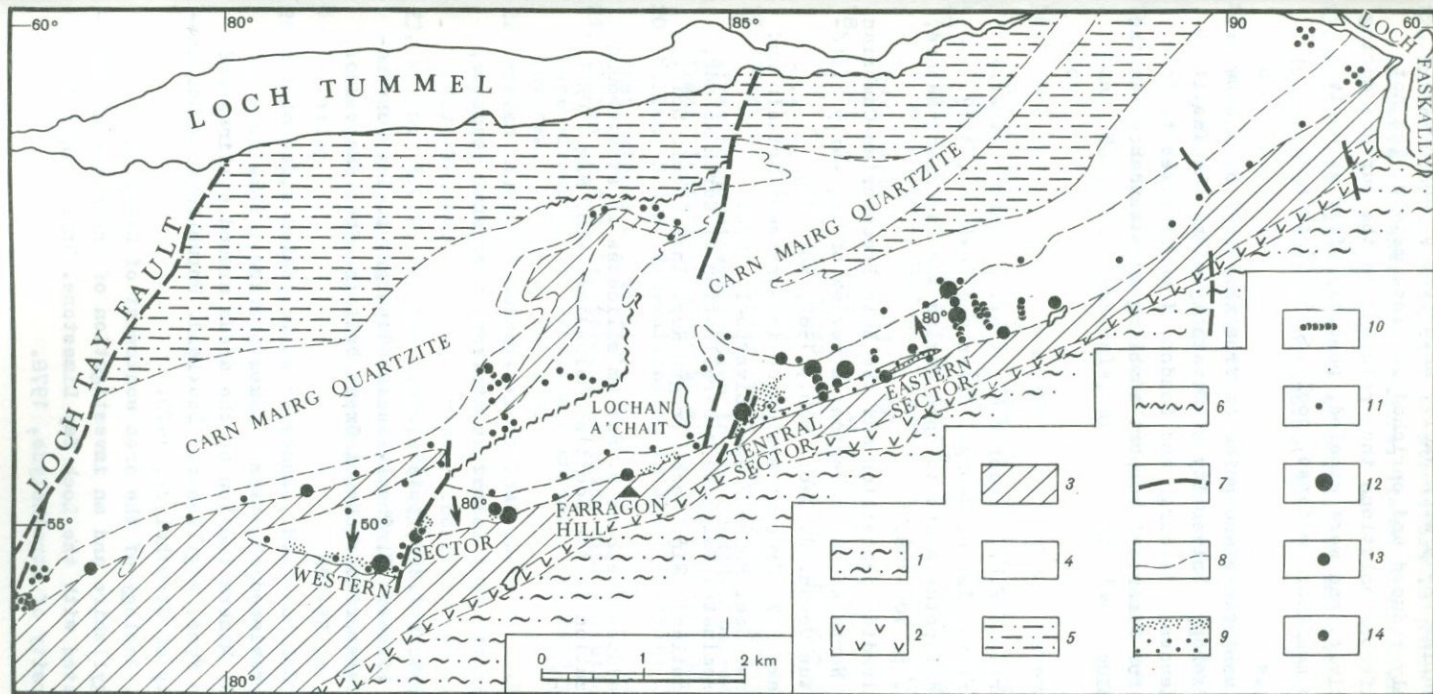 60° 80° 85° 90 60
LOCH FASKALLY
LOCH TUMMEL
LOCH TAY FAULT
CARN MAIRG QUARTZITE
CARN MAIRG QUARTZITE
80°
EASTERN SECTOR
LOCHAN A'CHAIT
TENTRAL SECTOR
FARRAGON HILL
80°
50°
WESTERN SECTOR
55°
80°
0 1 2 km
1
2
3
4
5
6
7
8
9
10
11
12
13
14